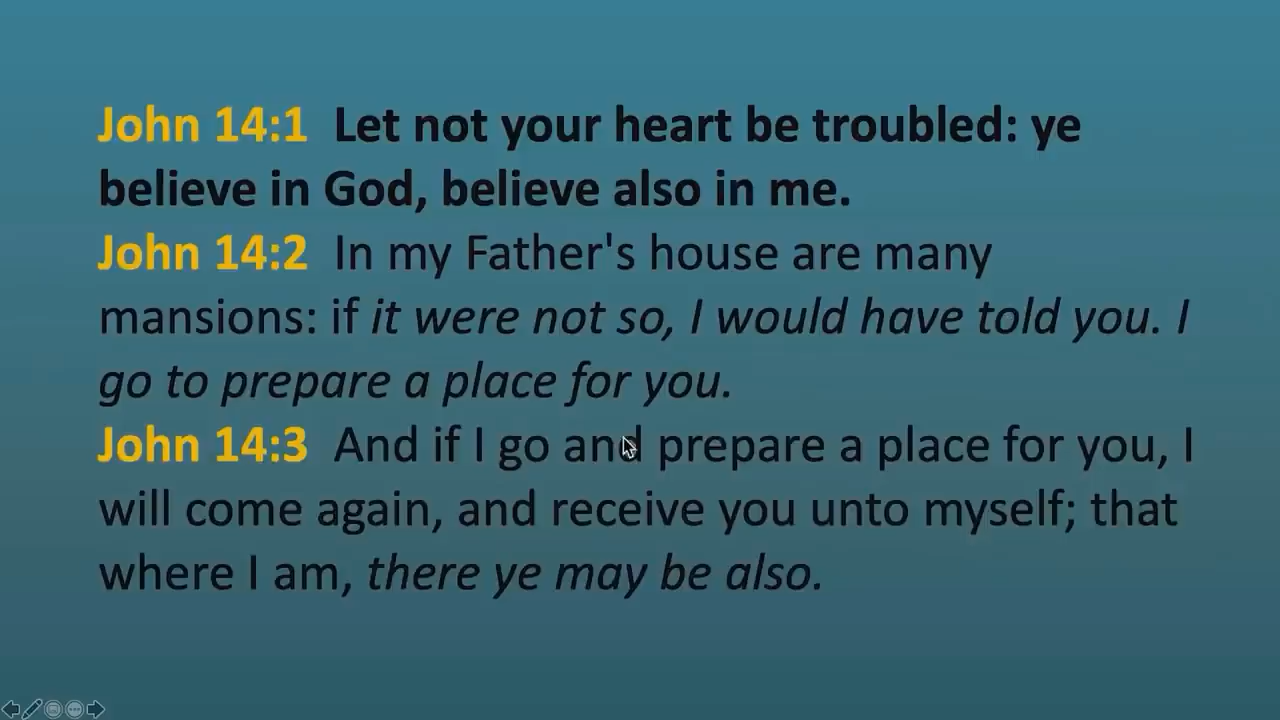 John 14:1  Let not your heart be troubled: ye
believe in God, believe also in me.
John 14:2  In my Father's house are many
mansions: if it were not so, I would have told you. I
go to prepare a place for you.
John 14:3  And if I go and prepare a place for you, I
will come again, and receive you unto myself; that
where I am, there ye may be also.